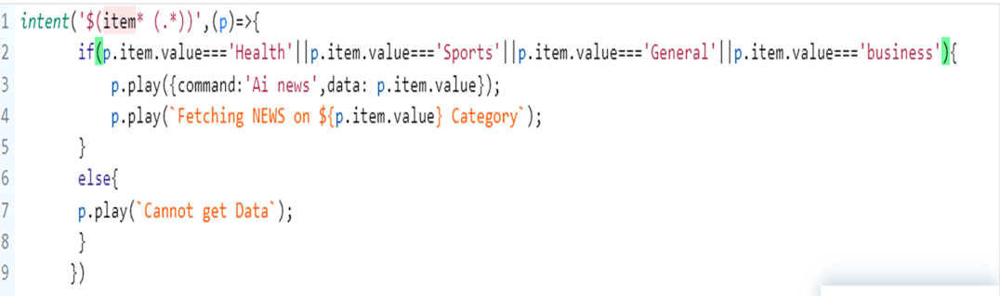 1 intent('$(item* (.*))',(p)=>{
2 if(p.item.value==='Health'||p.item.value==='Sports'||p.item.value==='General'||p.item.value==='business'){
3 p.play({command:'Ai news',data: p.item.value});
4 p.play(`Fetching NEWS on ${p.item.value} Category`);
5 }
6 else{
7 p.play(`Cannot get Data`);
8 }
9 })